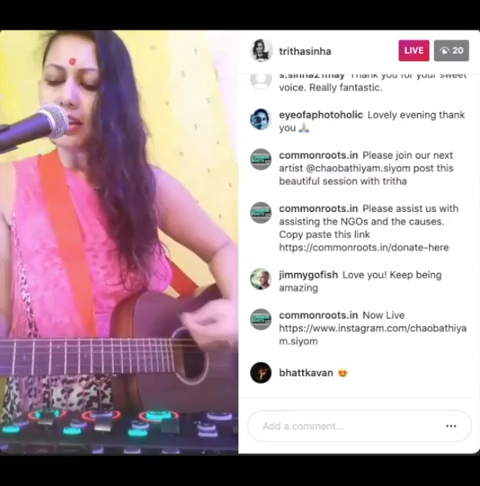 trithasinha
LIVE
20
s.sinha21may Thank you for your sweet
voice. Really fantastic.
eyeofaphotoholic Lovely evening thank
you 🙏🏼
commonroots.in Please join our next
artist @chaobathiyam.siyom post this
beautiful session with tritha
commonroots.in Please assist us with
assisting the NGOs and the causes.
Copy paste this link
https://commonroots.in/donate-here
jimmygofish Love you! Keep being
amazing
commonroots.in Now Live
https://www.instagram.com/chaobathiya
m.siyom
bhattkavan 😍
Add a comment...